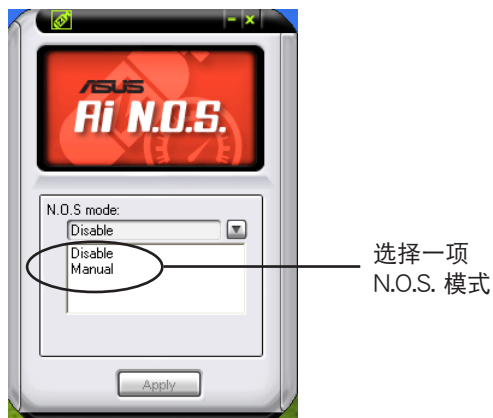 ASUS
Ai N.O.S.
N.O.S mode:
Disable
Disable
Manual
选择一项
N.O.S. 模式
Apply